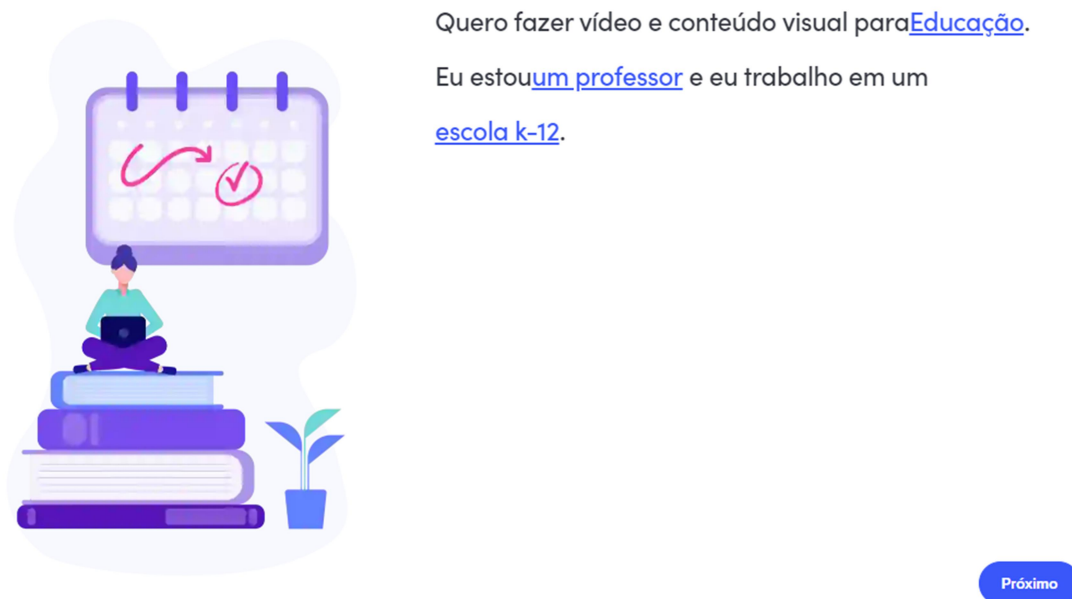 Quero fazer vídeo e conteúdo visual paraEducação.
Eu estouum professor e eu trabalho em um
escola k-12.
Próximo